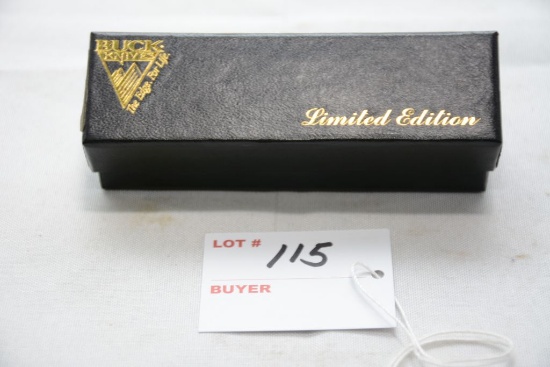 BUCK
KNIVES
The Edge. For Life.
Limited Edition
LOT # 115
BUYER